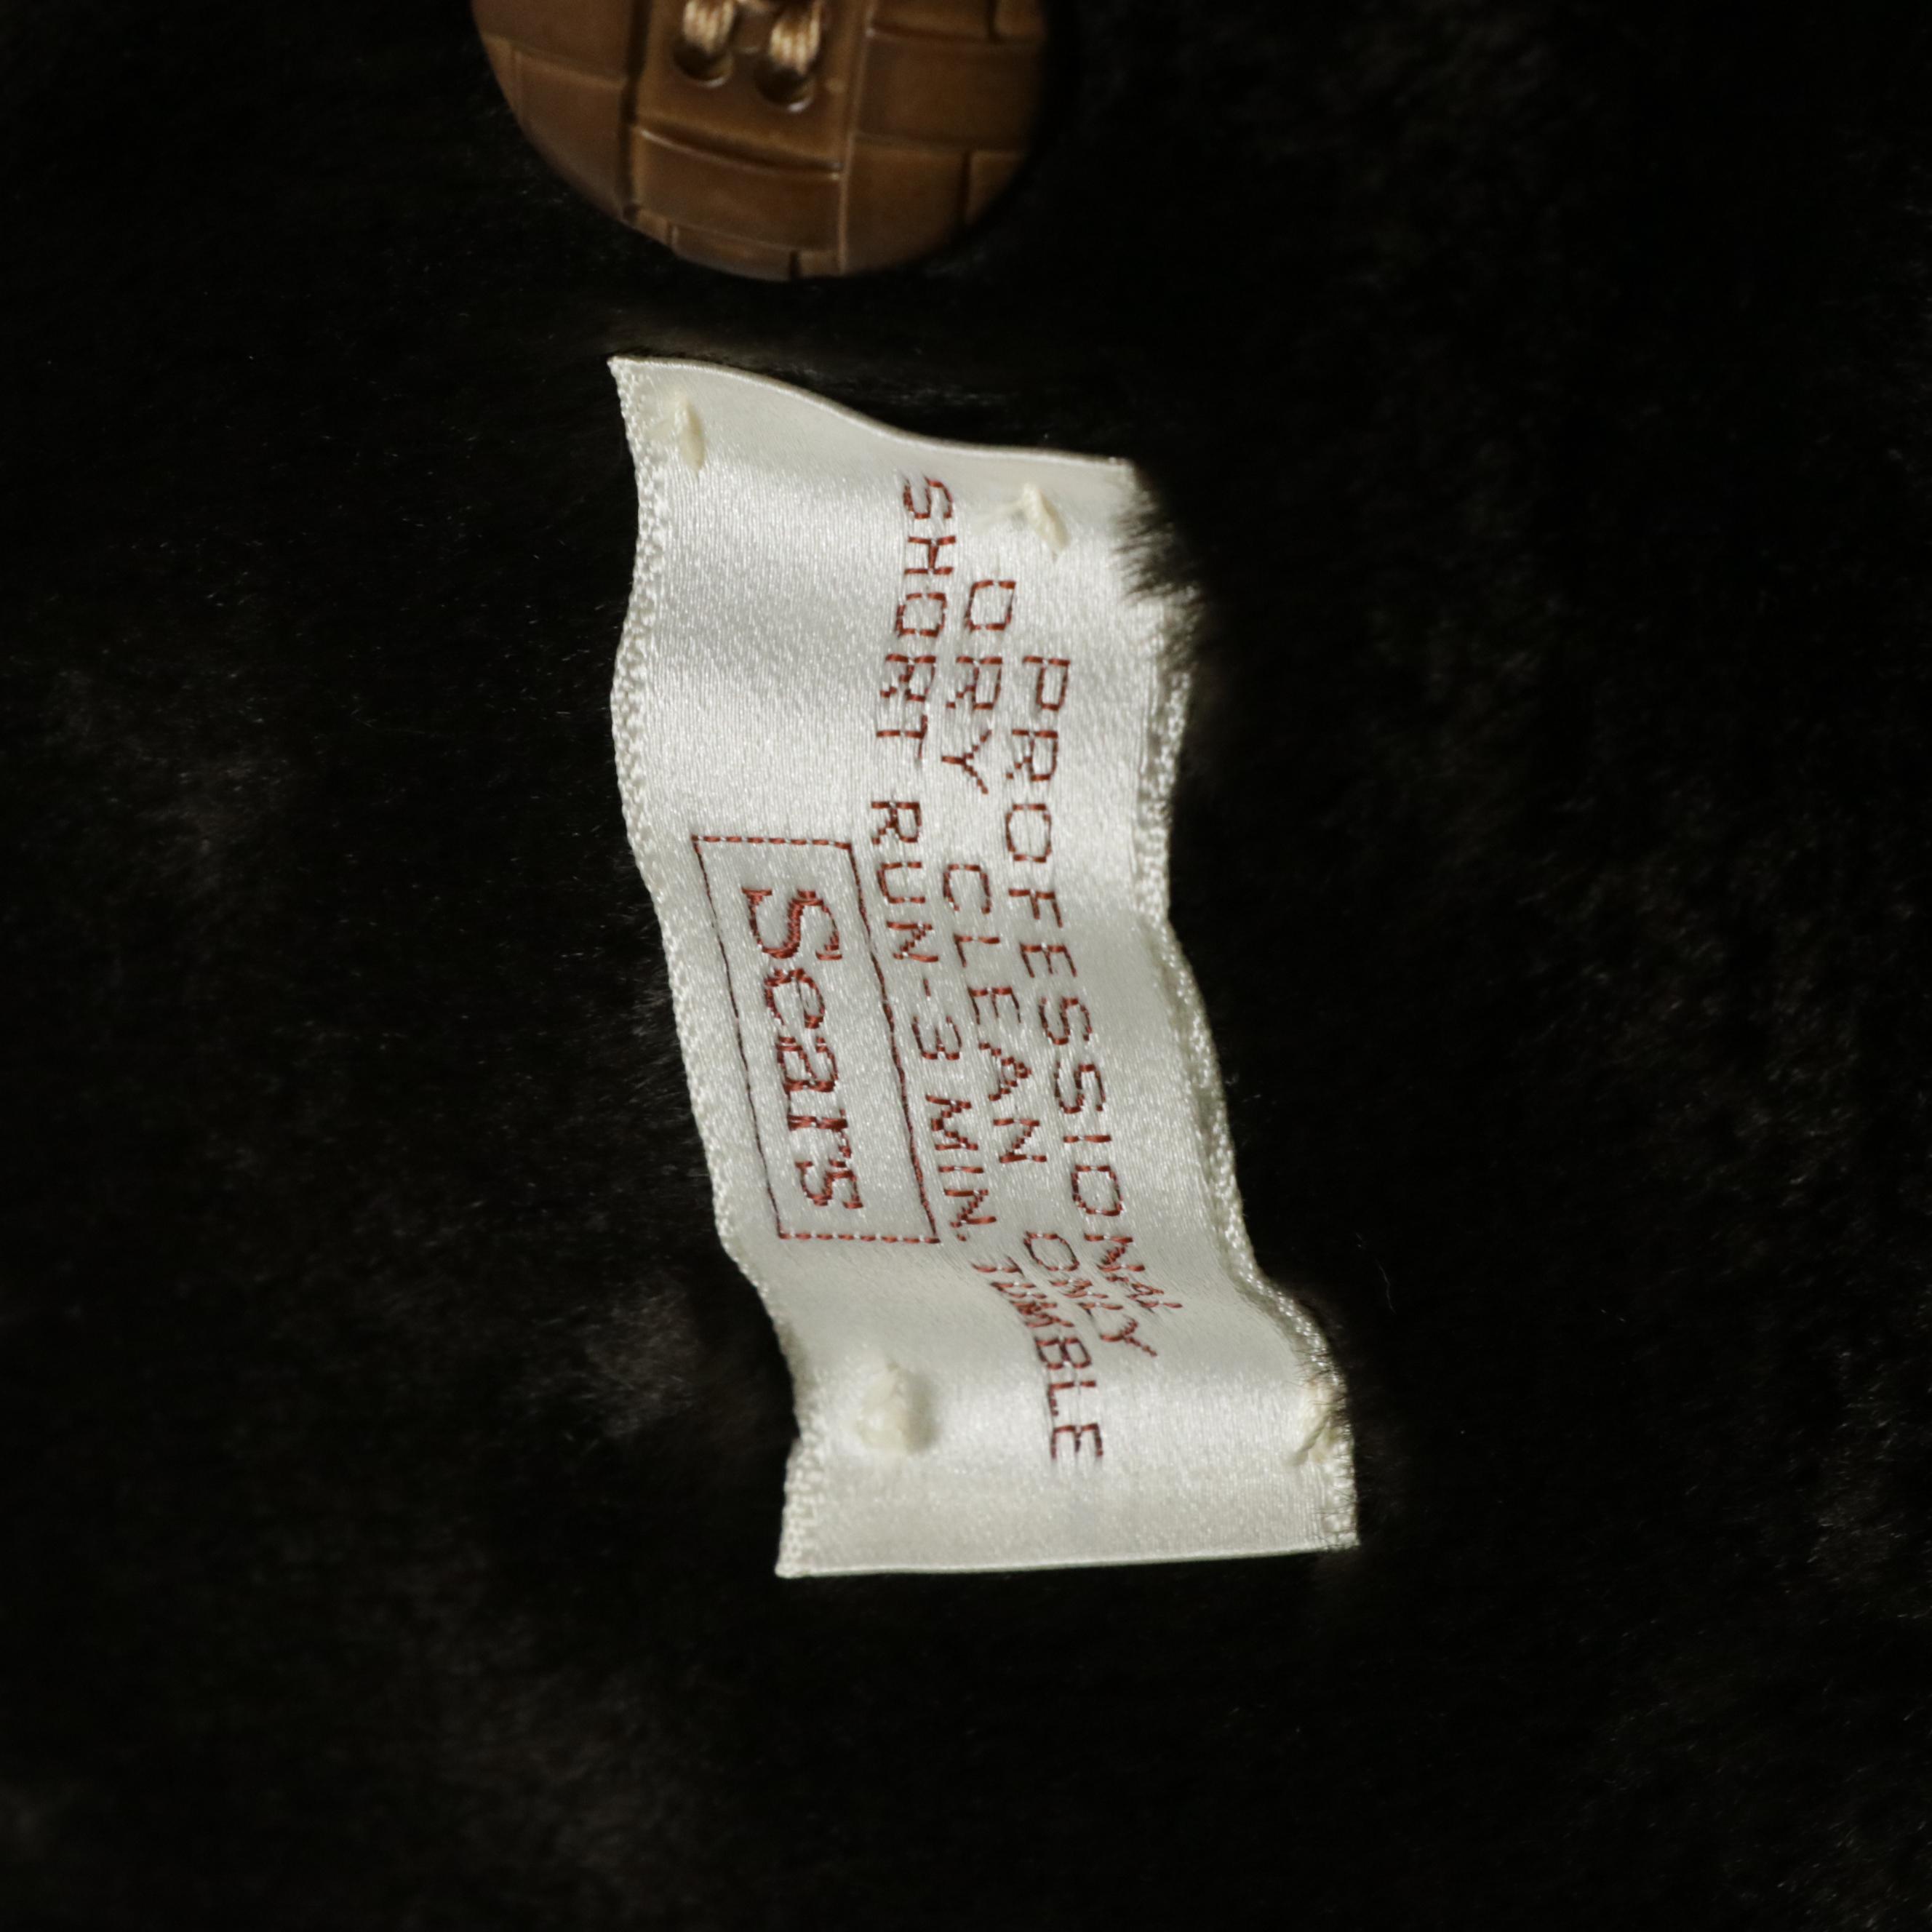 PROFESSIONAL
DRY CLEAN ONLY
SHORT RUN-3 MIN. TUMBLE
Sears